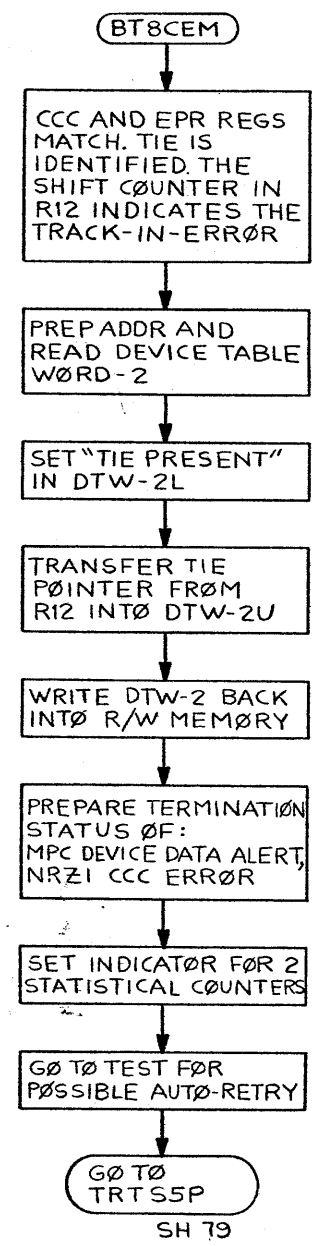 BT8CEM
CCC AND EPR REGS
MATCH. TIE IS
IDENTIFIED. THE
SHIFT CØUNTER IN
R12 INDICATES THE
TRACK-IN-ERRØR
PREP ADDR AND
READ DEVICE TABLE
WØRD-2
SET "TIE PRESENT"
IN DTW-2L
TRANSFER TIE
PØINTER FRØM
R12 INTØ DTW-2U
WRITE DTW-2 BACK
INTØ R/W MEMØRY
PREPARE TERMINATIØN
STATUS ØF:
MPC DEVICE DATA ALERT,
NRZI CCC ERRØR
SET INDICATØR FØR 2
STATISTICAL CØUNTERS
GØ TØ TEST FØR
PØSSIBLE AUTØ-RETRY
GØ TØ
TRTS5P
SH 79